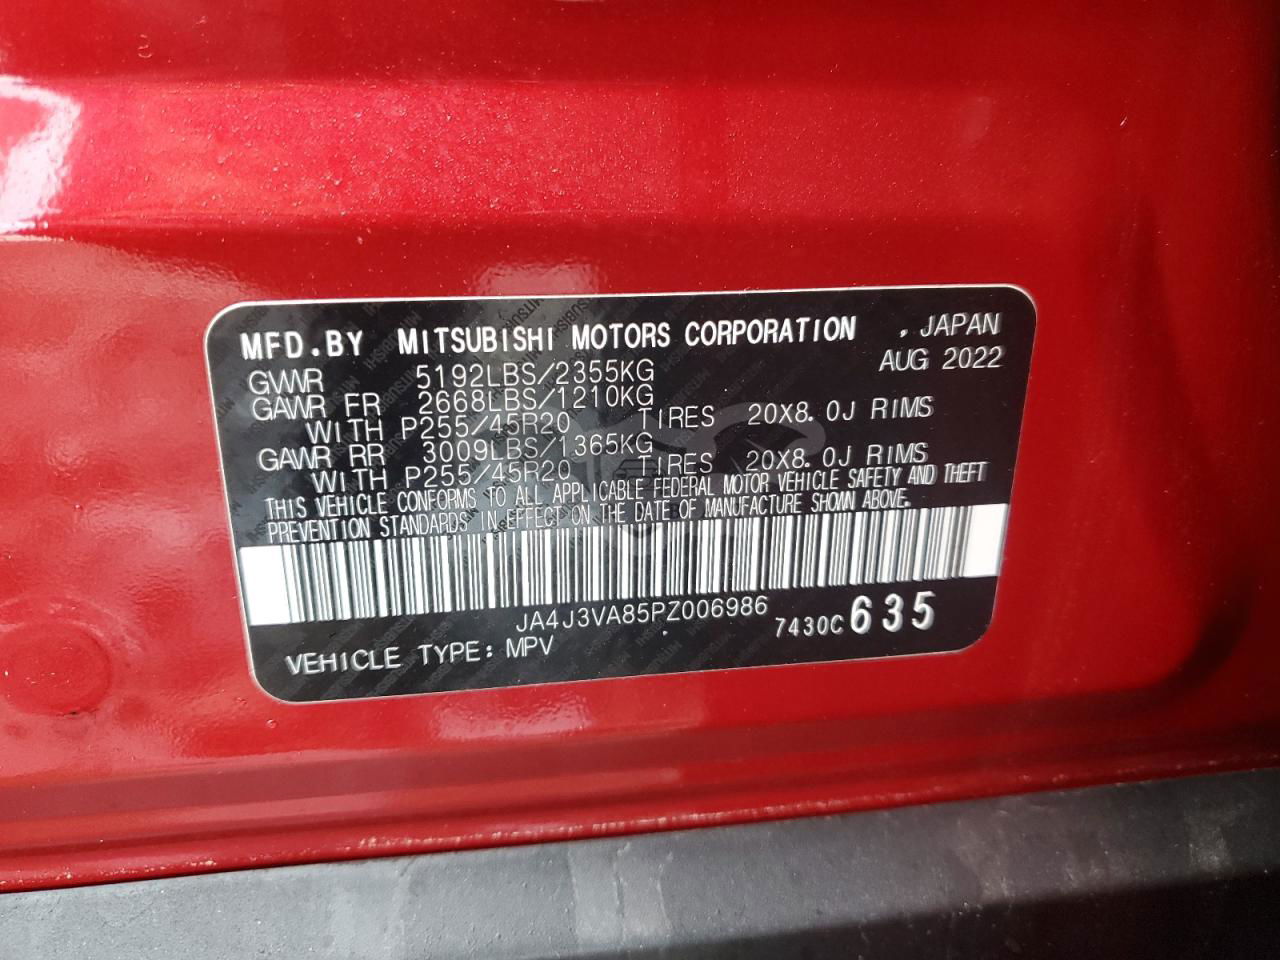 MFD.BY MITSUBISHI MOTORS CORPORATION , JAPAN
AUG 2022
GVWR 5192LBS/2355KG
GAWR FR 2668LBS/1210KG
WITH P255/45R20 TIRES 20X8.0J RIMS
GAWR RR 3009LBS/1365KG
WITH P255/45R20 TIRES 20X8.0J RIMS
THIS VEHICLE CONFORMS TO ALL APPLICABLE FEDERAL MOTOR VEHICLE SAFETY AND THEFT
PREVENTION STANDARDS IN EFFECT ON THE DATE OF MANUFACTURE SHOWN ABOVE.
JA4J3VA85PZ006986
7430C635
VEHICLE TYPE: MPV